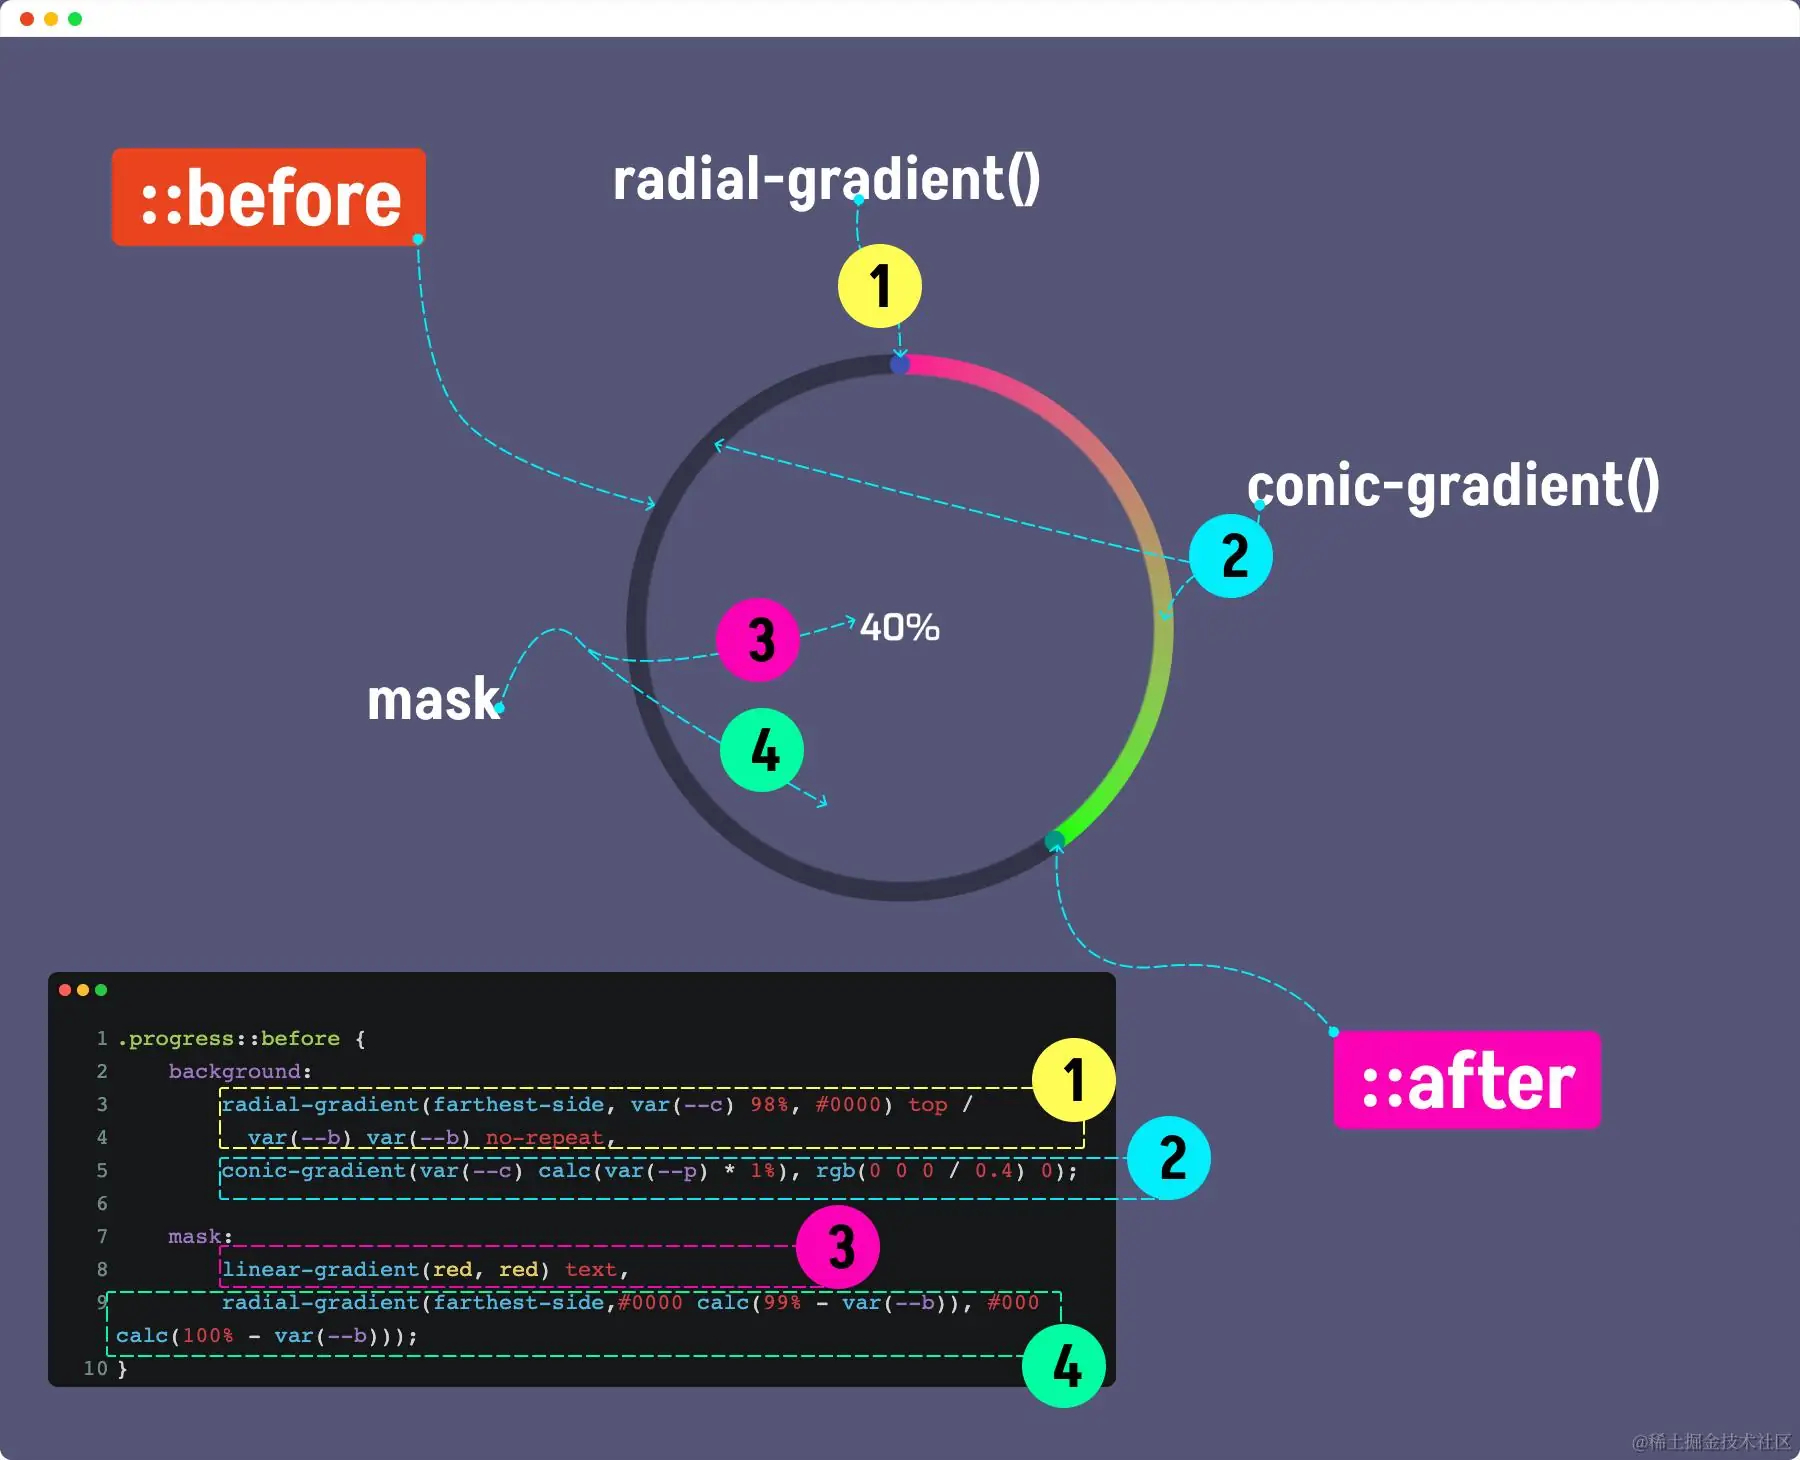 ::before
radial-gradient()
1
conic-gradient()
2
3
40%
mask
4
::after
1 .progress::before {
2 background:
3 radial-gradient(farthest-side, var(--c) 98%, #0000) top /
4 var(--b) var(--b) no-repeat,
5 conic-gradient(var(--c) calc(var(--p) * 1%), rgb(0 0 0 / 0.4) 0);
6
7 mask:
8 linear-gradient(red, red) text,
9 radial-gradient(farthest-side,#0000 calc(99% - var(--b)), #000
calc(100% - var(--b)));
10 }
1
2
3
4
@稀土掘金技术社区